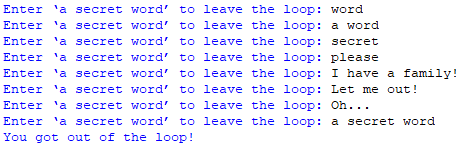 Enter ‘a secret word’ to leave the loop: word
Enter ‘a secret word’ to leave the loop: a word
Enter ‘a secret word’ to leave the loop: secret
Enter ‘a secret word’ to leave the loop: please
Enter ‘a secret word’ to leave the loop: I have a family!
Enter ‘a secret word’ to leave the loop: Let me out!
Enter ‘a secret word’ to leave the loop: Oh...
Enter ‘a secret word’ to leave the loop: a secret word
You got out of the loop!